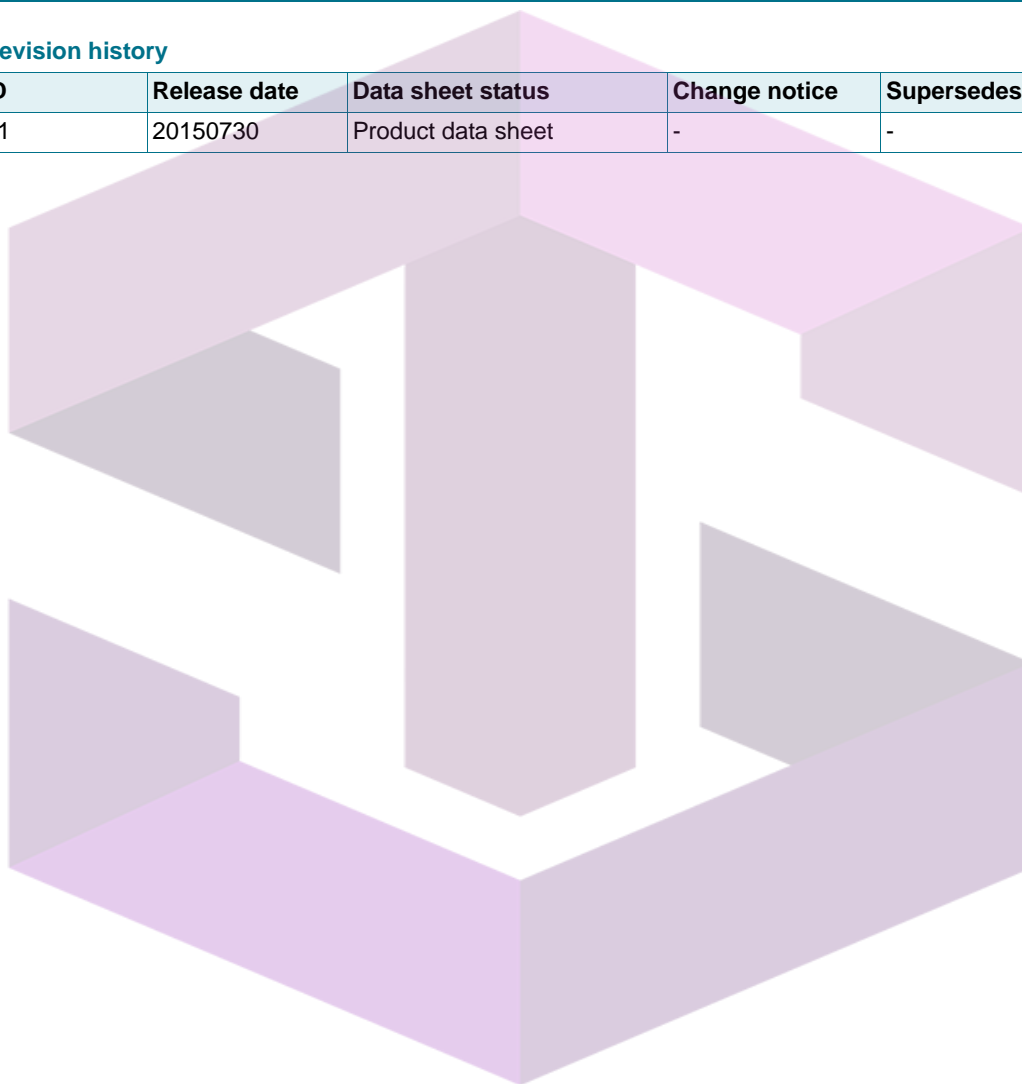 evision history
Release date Data sheet status Change notice Supersedes
1 20150730 Product data sheet - -